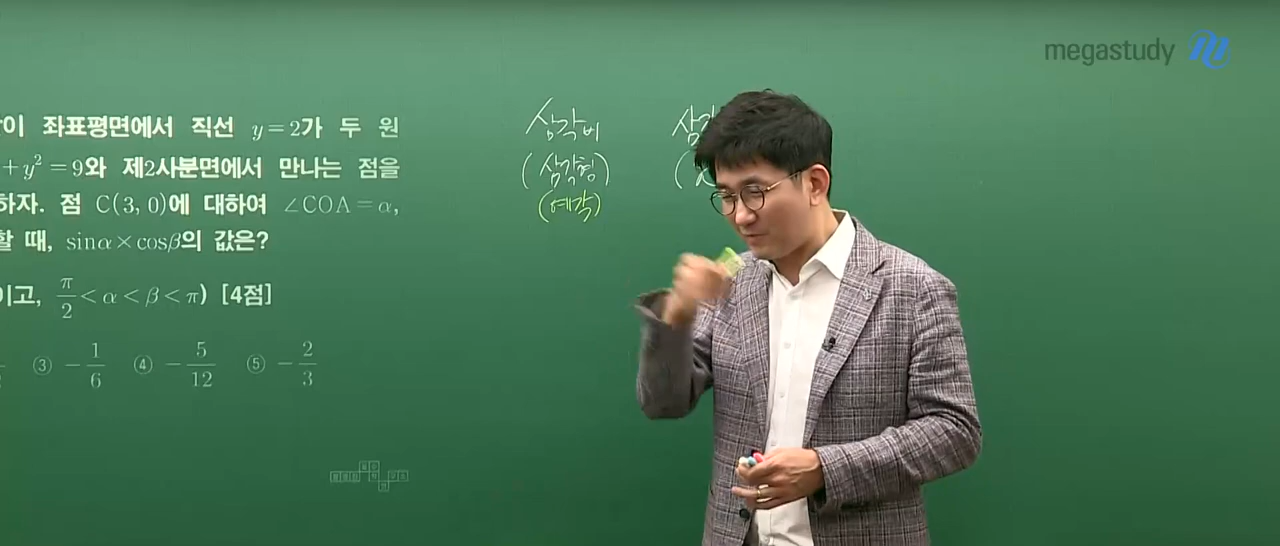 megastudy
이 좌표평면에서 직선 y=2가 두 원
+y²=9와 제2사분면에서 만나는 점을
하자. 점 C(3, 0)에 대하여 ∠COA=α,
할 때, sinα×cosβ의 값은?
이고, π/2<α<β<π) [4점]
③ -1/6 ④ -5/12 ⑤ -2/3
삼각비
(삼각형)
(예각)